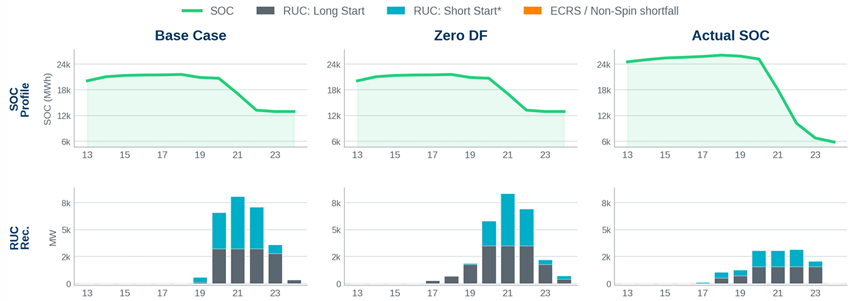 SOC RUC: Long Start RUC: Short Start* ECRS / Non-Spin shortfall
Base Case Zero DF Actual SOC
SOC
Profile
SOC (MWh)
24k
18k
12k
6k
13 15 17 19 21 23
24k
18k
12k
6k
13 15 17 19 21 23
24k
18k
12k
6k
13 15 17 19 21 23
RUC
Rec.
MW
8k
5k
2k
0
13 15 17 19 21 23
8k
5k
2k
0
13 15 17 19 21 23
8k
5k
2k
0
13 15 17 19 21 23